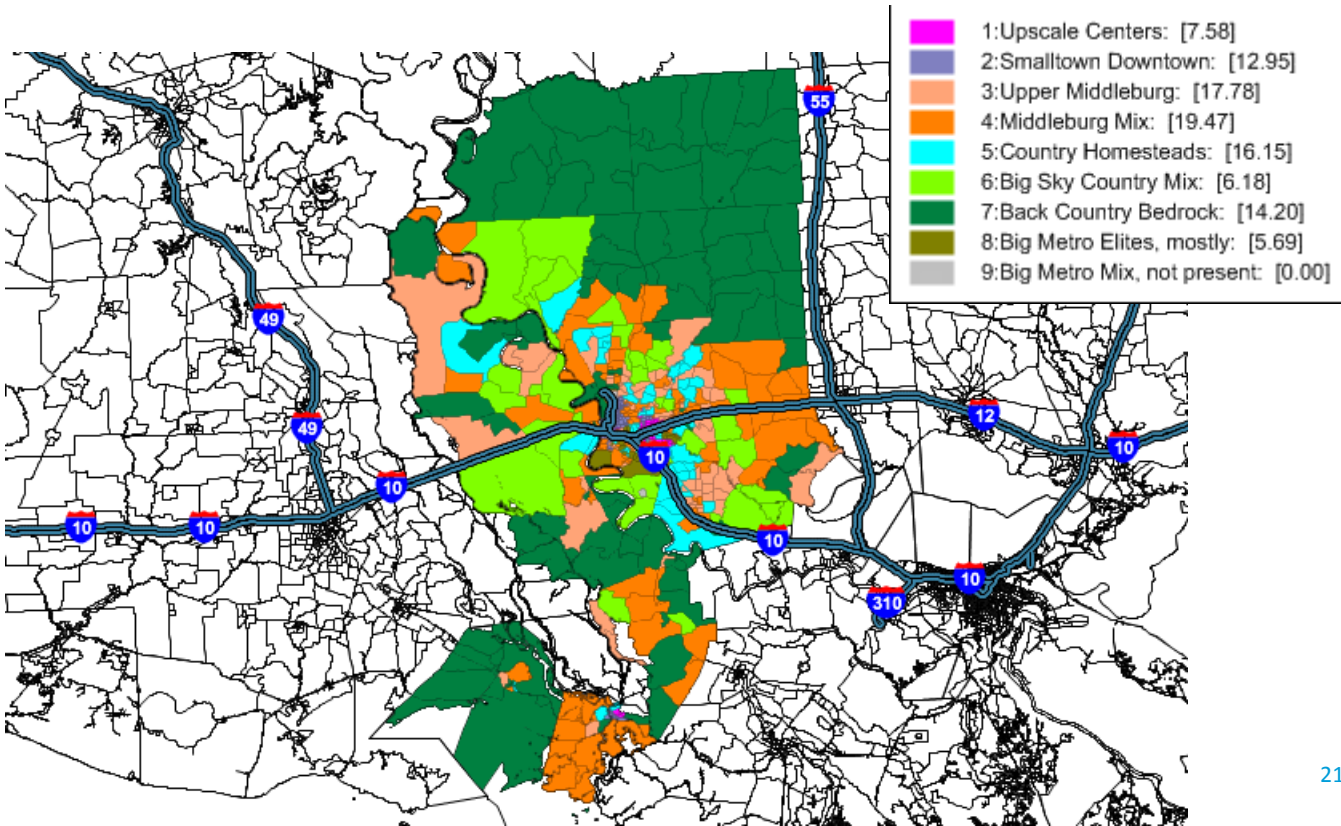 1:Upscale Centers: [7.58]
2:Smalltown Downtown: [12.95]
3:Upper Middleburg: [17.78]
4:Middleburg Mix: [19.47]
5:Country Homesteads: [16.15]
6:Big Sky Country Mix: [6.18]
7:Back Country Bedrock: [14.20]
8:Big Metro Elites, mostly: [5.69]
9:Big Metro Mix, not present: [0.00]
55
49
49
12
10
10
10
10
10
10
10
310
21